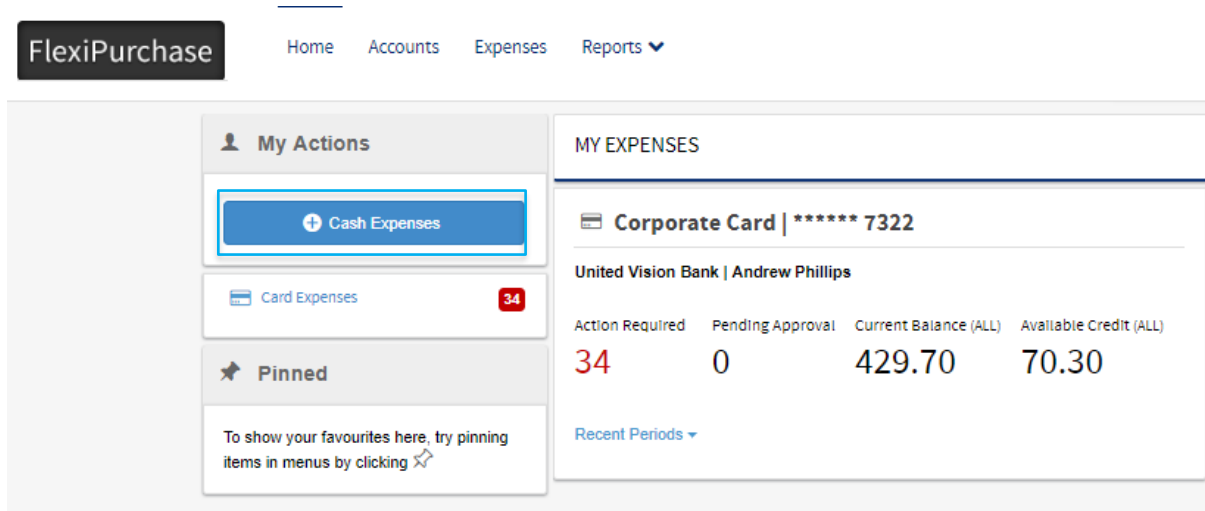 FlexiPurchase
Home Accounts Expenses Reports
My Actions
Cash Expenses
Card Expenses 34
Pinned
To show your favourites here, try pinning
items in menus by clicking
MY EXPENSES
Corporate Card | ****** 7322
United Vision Bank | Andrew Phillips
Action Required Pending Approval Current Balance (ALL) Available Credit (ALL)
34 0 429.70 70.30
Recent Periods